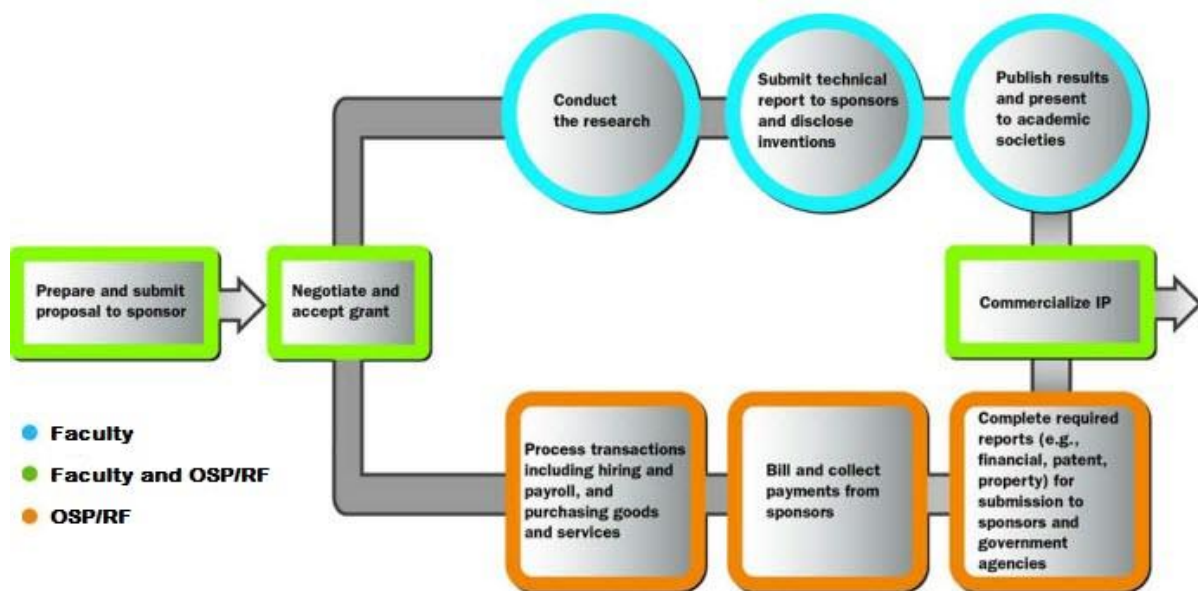 Conduct
the research
Submit technical
report to sponsors
and disclose
inventions
Publish results
and present
to academic
societies
Prepare and submit
proposal to sponsor
Negotiate and
accept grant
Commercialize IP
Faculty
Faculty and OSP/RF
OSP/RF
Process transactions
including hiring and
payroll, and
purchasing goods
and services
Bill and collect
payments from
sponsors
Complete required
reports (e.g.,
financial, patent,
property) for
submission to
sponsors and
government
agencies